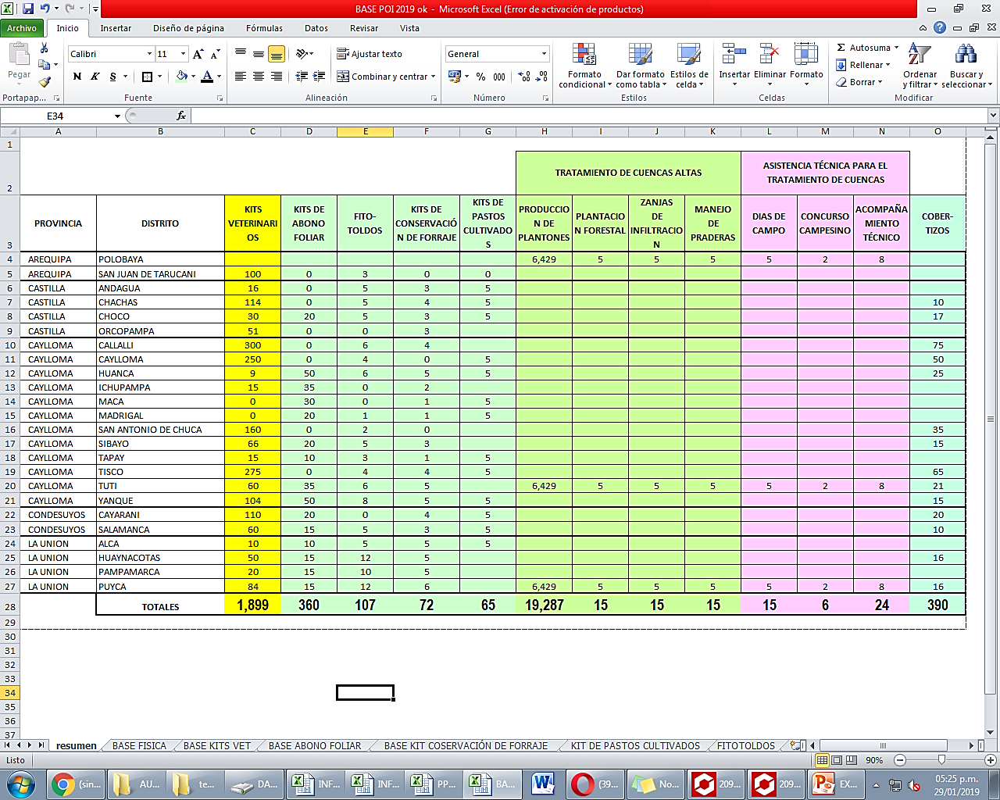 BASE POI 2019 ok - Microsoft Excel (Error de activación de productos)
Archivo Inicio Insertar Diseño de página Fórmulas Datos Revisar Vista
Pegar
Calibri 11
N K S
Ajustar texto
Combinar y centrar
General
% 000
Formato condicional
Dar formato como tabla
Estilos de celda
Insertar Eliminar Formato
Σ Autosuma
Rellenar
Borrar
Ordenar y filtrar
Buscar y seleccionar
Portapap... Fuente Alineación Número Estilos Celdas Modificar
E34 fx
A B C D E F G H I J K L M N O
1
2 TRATAMIENTO DE CUENCAS ALTAS ASISTENCIA TÉCNICA PARA EL TRATAMIENTO DE CUENCAS
3 PROVINCIA DISTRITO KITS VETERINARIOS KITS DE ABONO FOLIAR FITO-TOLDOS KITS DE CONSERVACIÓN DE FORRAJE KITS DE PASTOS CULTIVADOS PRODUCCION DE PLANTONES PLANTACION FORESTAL ZANJAS DE INFILTRACION MANEJO DE PRADERAS DIAS DE CAMPO CONCURSO CAMPESINO ACOMPAÑAMIENTO TÉCNICO COBER-TIZOS
4 AREQUIPA POLOBAYA 6,429 5 5 5 5 2 8
5 AREQUIPA SAN JUAN DE TARUCANI 100 0 3 0 0
6 CASTILLA ANDAGUA 16 0 5 3 5
7 CASTILLA CHACHAS 114 0 5 4 5 10
8 CASTILLA CHOCO 30 20 5 3 5 17
9 CASTILLA ORCOPAMPA 51 0 0 3
10 CAYLLOMA CALLALLI 300 0 6 4 75
11 CAYLLOMA CAYLLOMA 250 0 4 0 5 50
12 CAYLLOMA HUANCA 9 50 6 5 5 25
13 CAYLLOMA ICHUPAMPA 15 35 0 2
14 CAYLLOMA MACA 0 30 0 1 5
15 CAYLLOMA MADRIGAL 0 20 1 1 5
16 CAYLLOMA SAN ANTONIO DE CHUCA 160 0 2 0 35
17 CAYLLOMA SIBAYO 66 20 5 3 15
18 CAYLLOMA TAPAY 15 10 3 1 5
19 CAYLLOMA TISCO 275 0 4 4 5 65
20 CAYLLOMA TUTI 60 35 6 5 6,429 5 5 5 5 2 8 21
21 CAYLLOMA YANQUE 104 50 8 5 5 15
22 CONDESUYOS CAYARANI 110 20 0 4 5 20
23 CONDESUYOS SALAMANCA 60 15 5 3 5 10
24 LA UNION ALCA 10 10 5 5 5
25 LA UNION HUAYNACOTAS 50 15 12 5 16
26 LA UNION PAMPAMARCA 20 15 10 5
27 LA UNION PUYCA 84 15 12 6 6,429 5 5 5 5 2 8 16
28 TOTALES 1,899 360 107 72 65 19,287 15 15 15 15 6 24 390
29
30
31
32
33
34
35
36
37
resumen BASE FISICA BASE KITS VET BASE ABONO FOLIAR BASE KIT COSERVACIÓN DE FORRAJE KIT DE PASTOS CULTIVADOS FITOTOLDOS
Listo 90%
(sin... AU... te... DA... INF... INF... PP... BA... (39... No... 209... 209... EX... 05:25 p.m.
29/01/2019